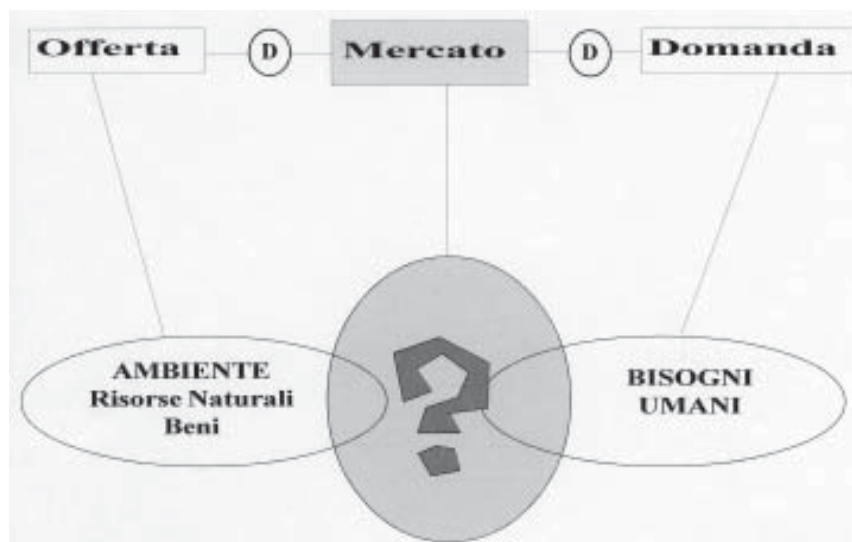 Offerta D Mercato D Domanda
AMBIENTE
Risorse Naturali
Beni
?
BISOGNI
UMANI